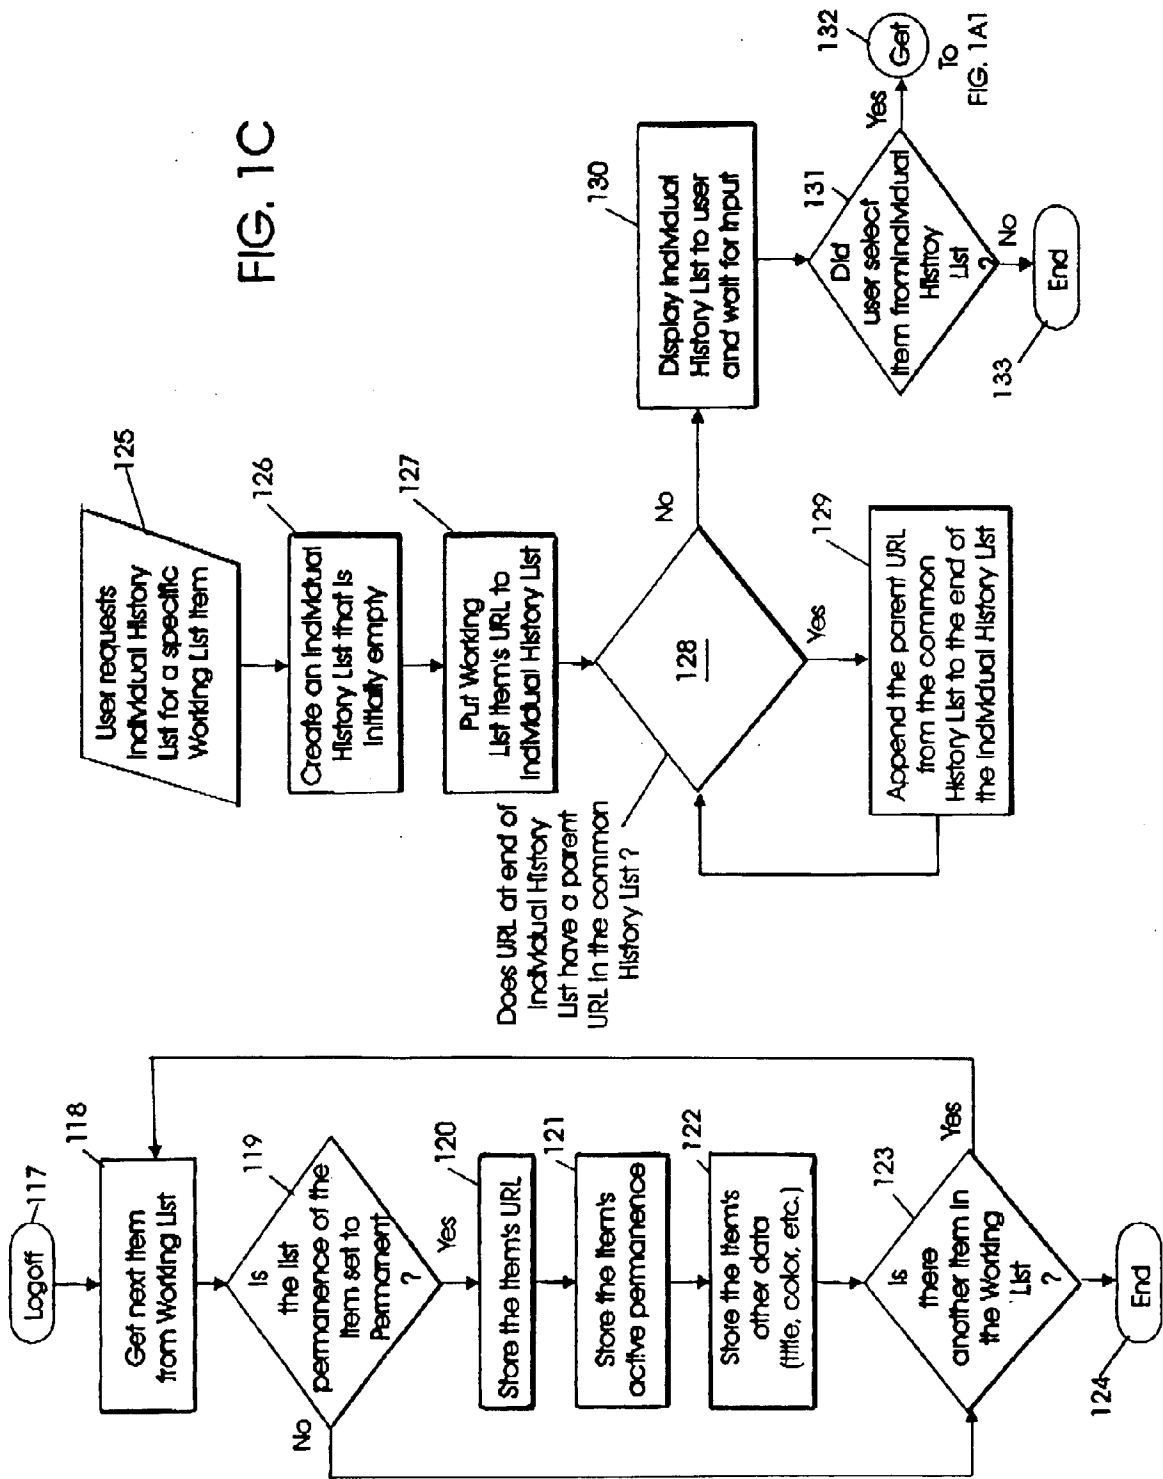 FIG. 1C
Logoff
117
118
Get next item
from Working List
119
Is
the list
permanence of the
item set to
Permanent
?
No
Yes
120
Store the item's URL
121
Store the item's
active permanence
122
Store the item's
other data
(title, color, etc.)
123
Is
there
another item in
the Working
List
?
Yes
End
124
125
User requests
Individual History
List for a specific
Working List item
126
Create an Individual
History List that is
initially empty
127
Put Working
List item's URL to
Individual History List
Does URL at end of
Individual History
List have a parent
URL in the common
History List ?
128
No
Yes
129
Append the parent URL
from the common
History List to the end of
the Individual History List
130
Display Individual
History List to user
and wait for input
131
Did
user select
item fromIndividual
Histroy
List
?
Yes
132
Get
To
FIG. 1A1
No
End
133